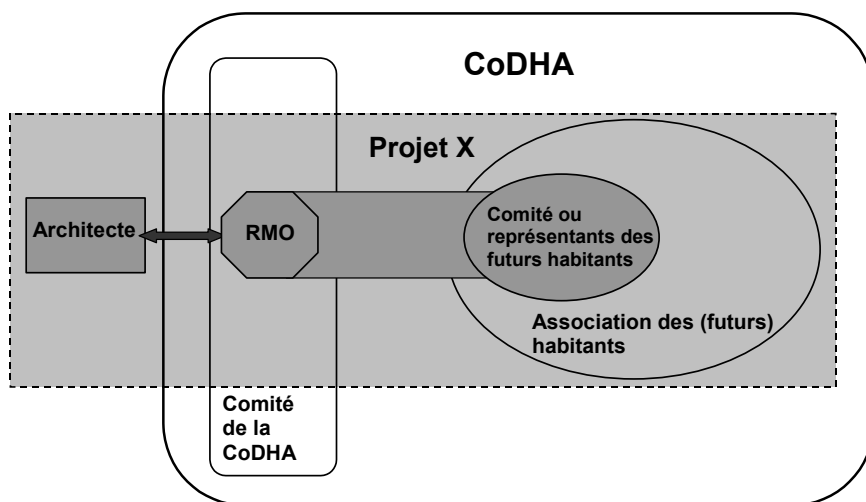 CoDHA
Projet X
Architecte
RMO
Comité ou
représentants des
futurs habitants
Association des (futurs)
habitants
Comité
de la
CoDHA